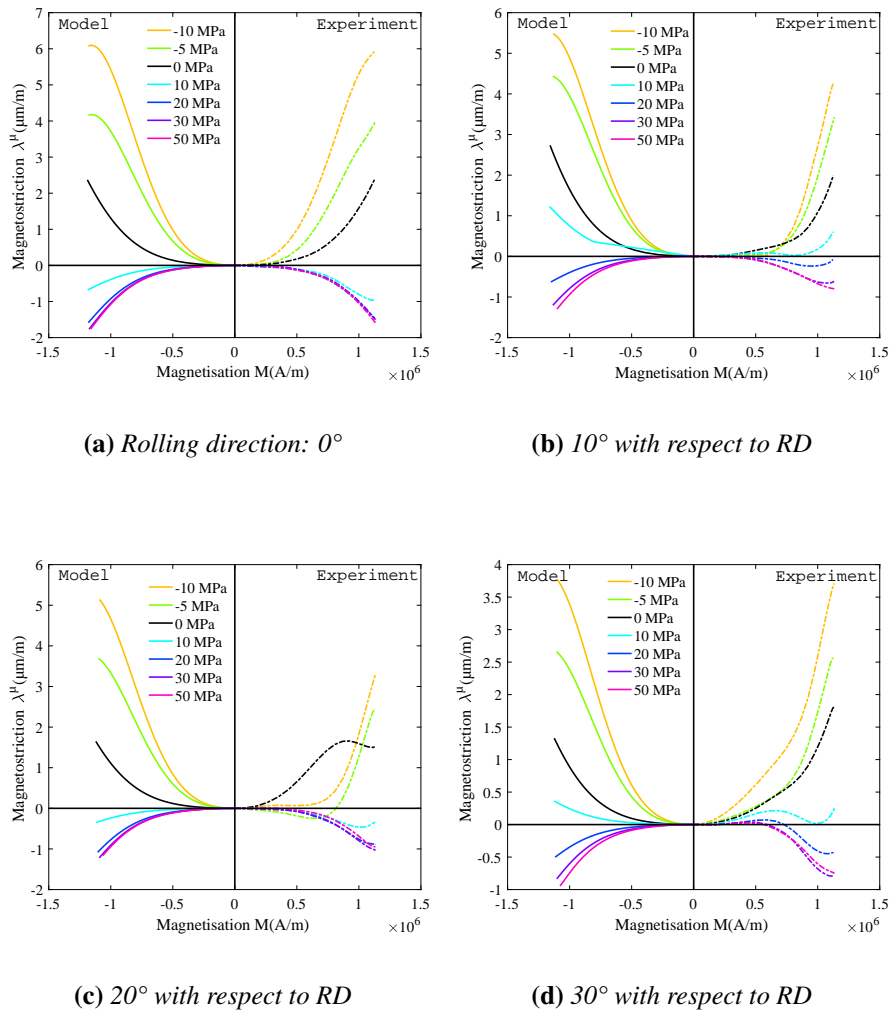 Model Experiment
-10 MPa
-5 MPa
0 MPa
10 MPa
20 MPa
30 MPa
50 MPa
Magnetostriction λ^μ(μm/m)
7
6
5
4
3
2
1
0
-1
-2
-1.5 -1 -0.5 0 0.5 1 1.5
Magnetisation M(A/m)
×10^6
(a) Rolling direction: 0°
Model Experiment
-10 MPa
-5 MPa
0 MPa
10 MPa
20 MPa
30 MPa
50 MPa
Magnetostriction λ^μ(μm/m)
6
5
4
3
2
1
0
-1
-2
-1.5 -1 -0.5 0 0.5 1 1.5
Magnetisation M(A/m)
×10^6
(b) 10° with respect to RD
Model Experiment
-10 MPa
-5 MPa
0 MPa
10 MPa
20 MPa
30 MPa
50 MPa
Magnetostriction λ^μ(μm/m)
6
5
4
3
2
1
0
-1
-2
-1.5 -1 -0.5 0 0.5 1 1.5
Magnetisation M(A/m)
×10^6
(c) 20° with respect to RD
Model Experiment
-10 MPa
-5 MPa
0 MPa
10 MPa
20 MPa
30 MPa
50 MPa
Magnetostriction λ^μ(μm/m)
4
3.5
3
2.5
2
1.5
1
0.5
0
-0.5
-1
-1.5 -1 -0.5 0 0.5 1 1.5
Magnetisation M(A/m)
×10^6
(d) 30° with respect to RD